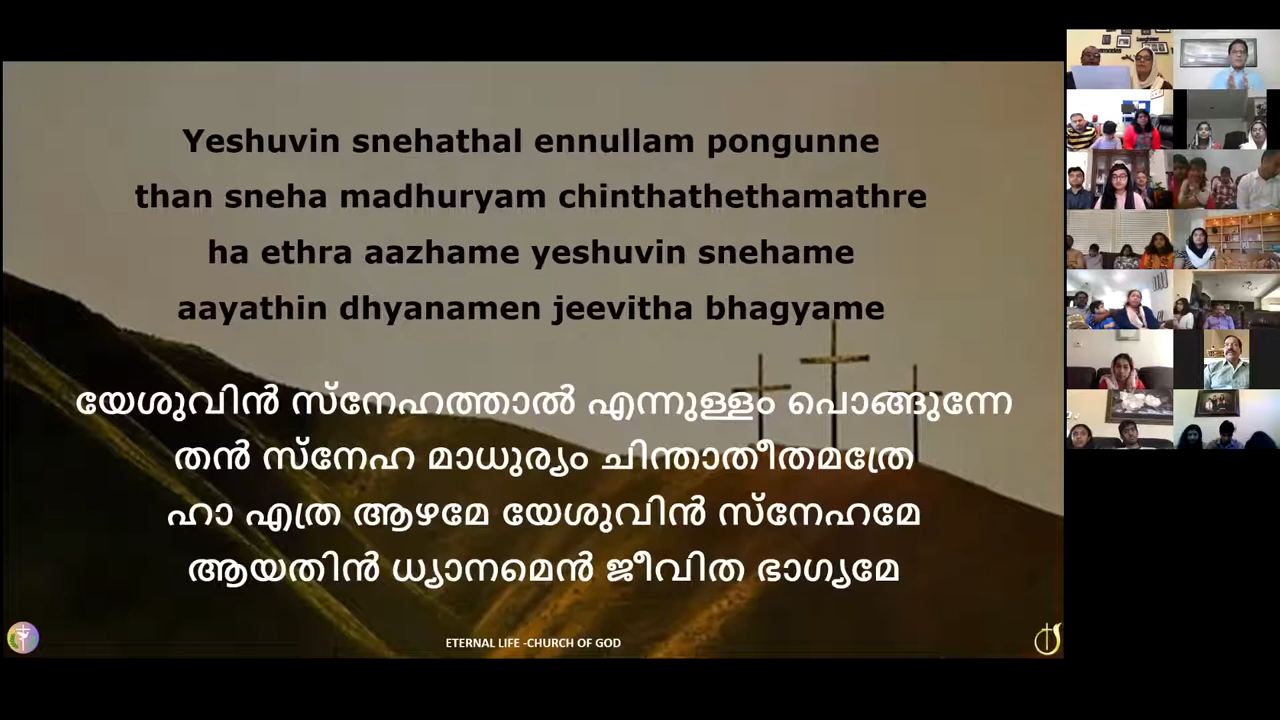 Yeshuvin snehathal ennullam pongunne
than sneha madhuryam chinthathethamathre
ha ethra aazhame yeshuvin snehame
aayathin dhyanamen jeevitha bhagyame
യേശുവിൻ സ്നേഹത്താൽ എന്നുള്ളം പൊങ്ങുന്നേ
തൻ സ്നേഹ മാധുര്യം ചിന്താതീതമത്രേ
ഹാ എത്ര ആഴമേ യേശുവിൻ സ്നേഹമേ
ആയതിൻ ധ്യാനമെൻ ജീവിത ഭാഗ്യമേ
ETERNAL LIFE -CHURCH OF GOD